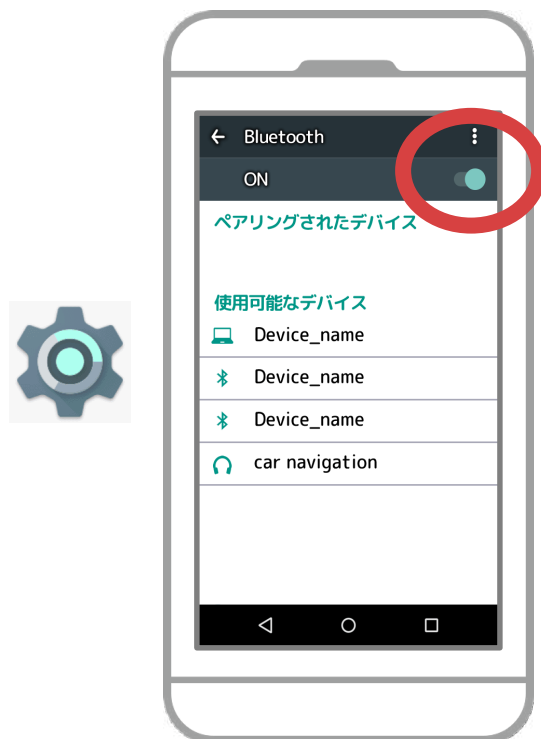 Bluetooth
ON
ペアリングされたデバイス
使用可能なデバイス
Device_name
Device_name
Device_name
car navigation